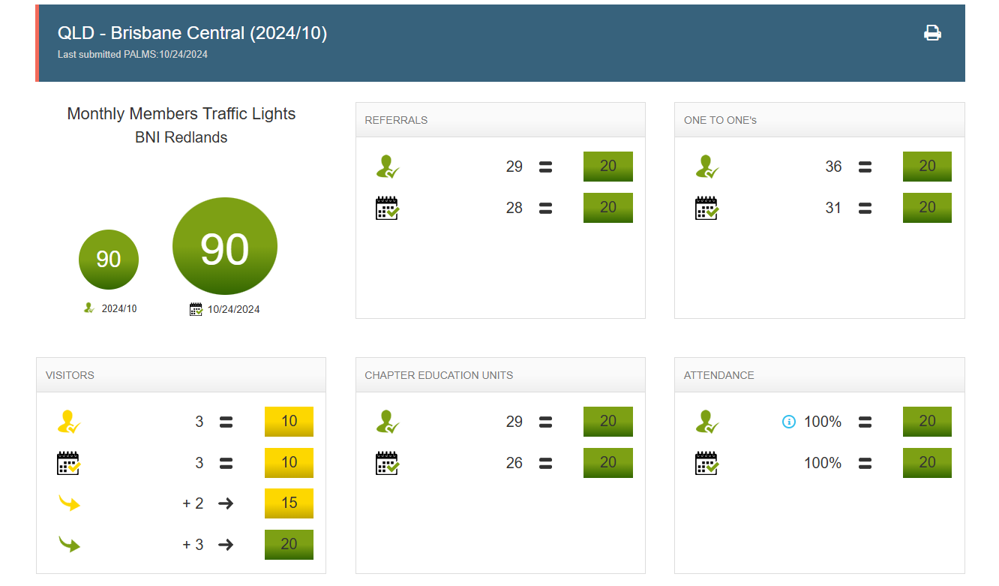 QLD - Brisbane Central (2024/10)
Last submitted PALMS:10/24/2024
Monthly Members Traffic Lights
BNI Redlands
90
90
2024/10
10/24/2024
REFERRALS
29 = 20
28 = 20
ONE TO ONE's
36 = 20
31 = 20
VISITORS
3 = 10
3 = 10
+ 2 → 15
+ 3 → 20
CHAPTER EDUCATION UNITS
29 = 20
26 = 20
ATTENDANCE
i 100% = 20
100% = 20